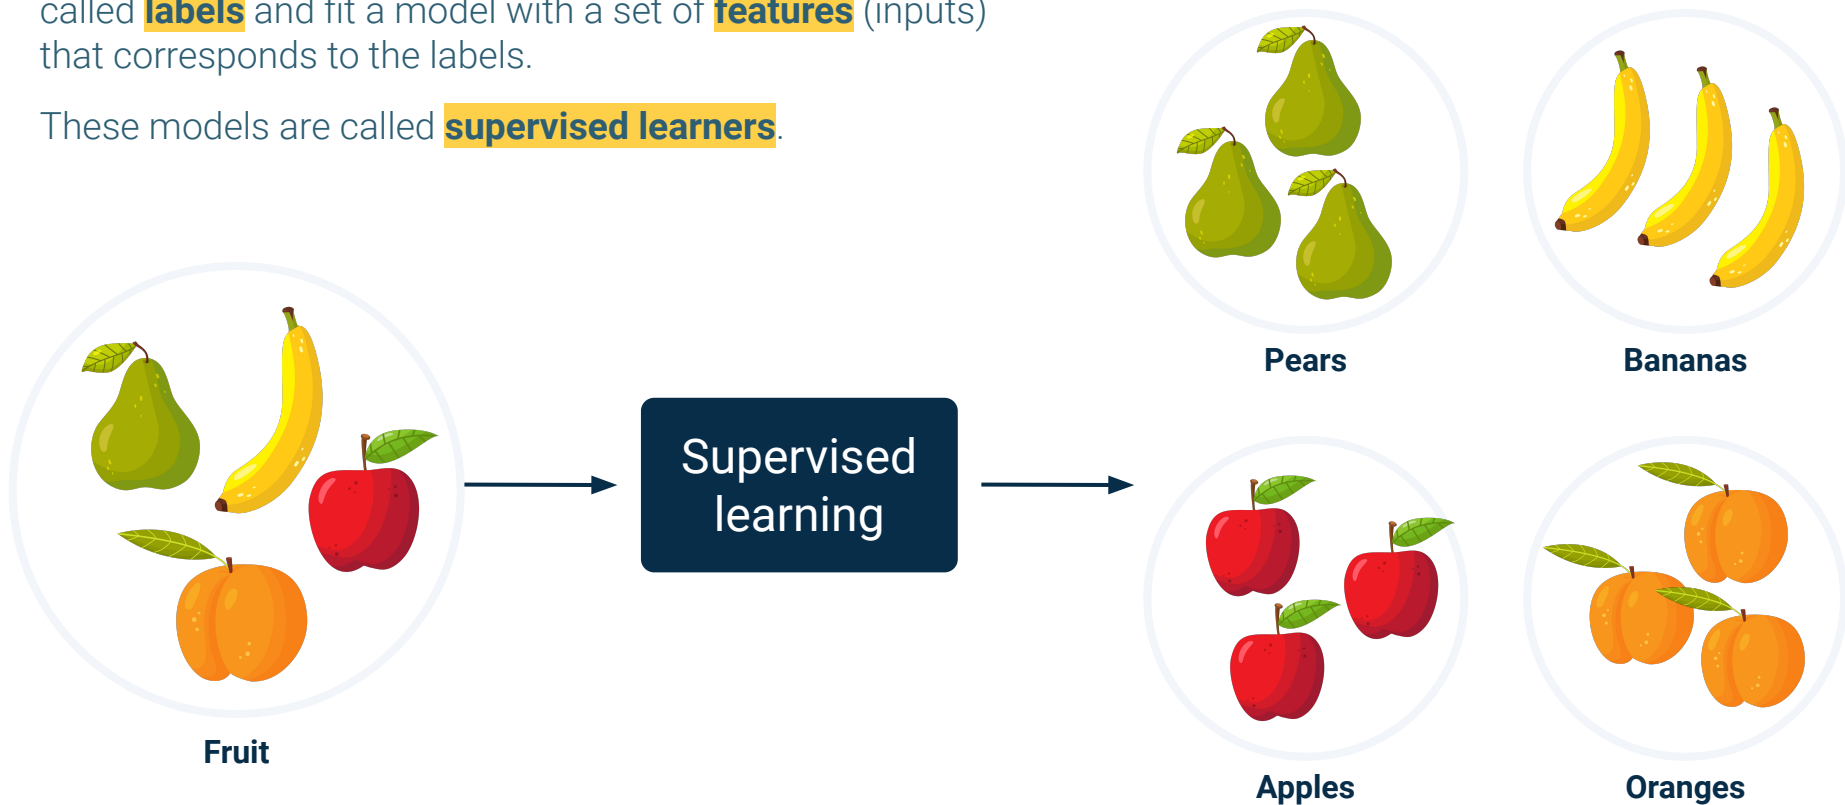 called labels and fit a model with a set of features (inputs)
that corresponds to the labels.
These models are called supervised learners.
Pears
Bananas
Supervised
learning
Fruit
Apples
Oranges